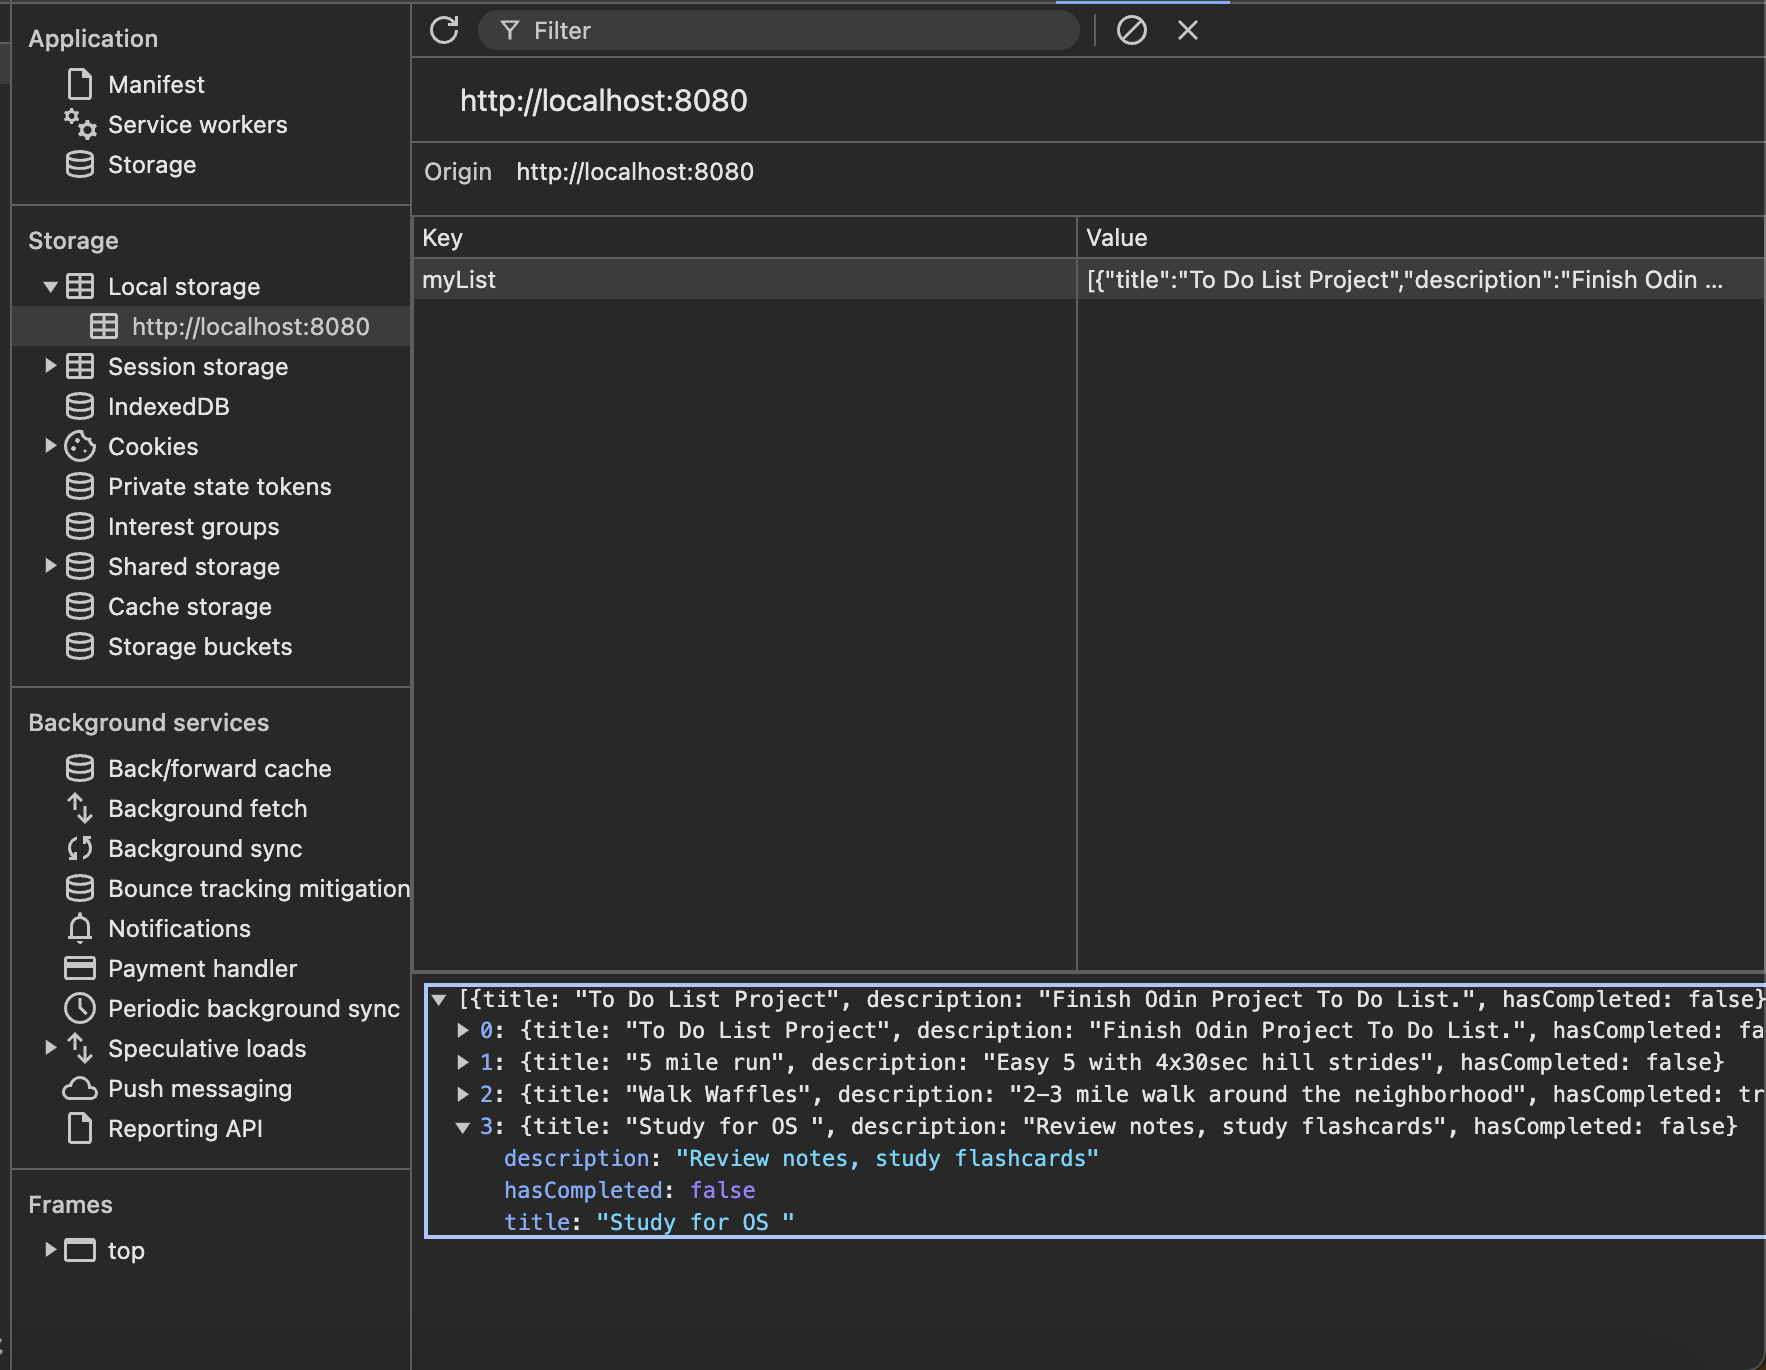 Application
Manifest
Service workers
Storage
Storage
Local storage
http://localhost:8080
Session storage
IndexedDB
Cookies
Private state tokens
Interest groups
Shared storage
Cache storage
Storage buckets
Background services
Back/forward cache
Background fetch
Background sync
Bounce tracking mitigation
Notifications
Payment handler
Periodic background sync
Speculative loads
Push messaging
Reporting API
Frames
top
Filter
http://localhost:8080
Origin http://localhost:8080
Key Value
myList [{"title":"To Do List Project","description":"Finish Odin ...
[{title: "To Do List Project", description: "Finish Odin Project To Do List.", hasCompleted: false}
0: {title: "To Do List Project", description: "Finish Odin Project To Do List.", hasCompleted: fa
1: {title: "5 mile run", description: "Easy 5 with 4x30sec hill strides", hasCompleted: false}
2: {title: "Walk Waffles", description: "2-3 mile walk around the neighborhood", hasCompleted: tr
3: {title: "Study for OS ", description: "Review notes, study flashcards", hasCompleted: false}
description: "Review notes, study flashcards"
hasCompleted: false
title: "Study for OS "